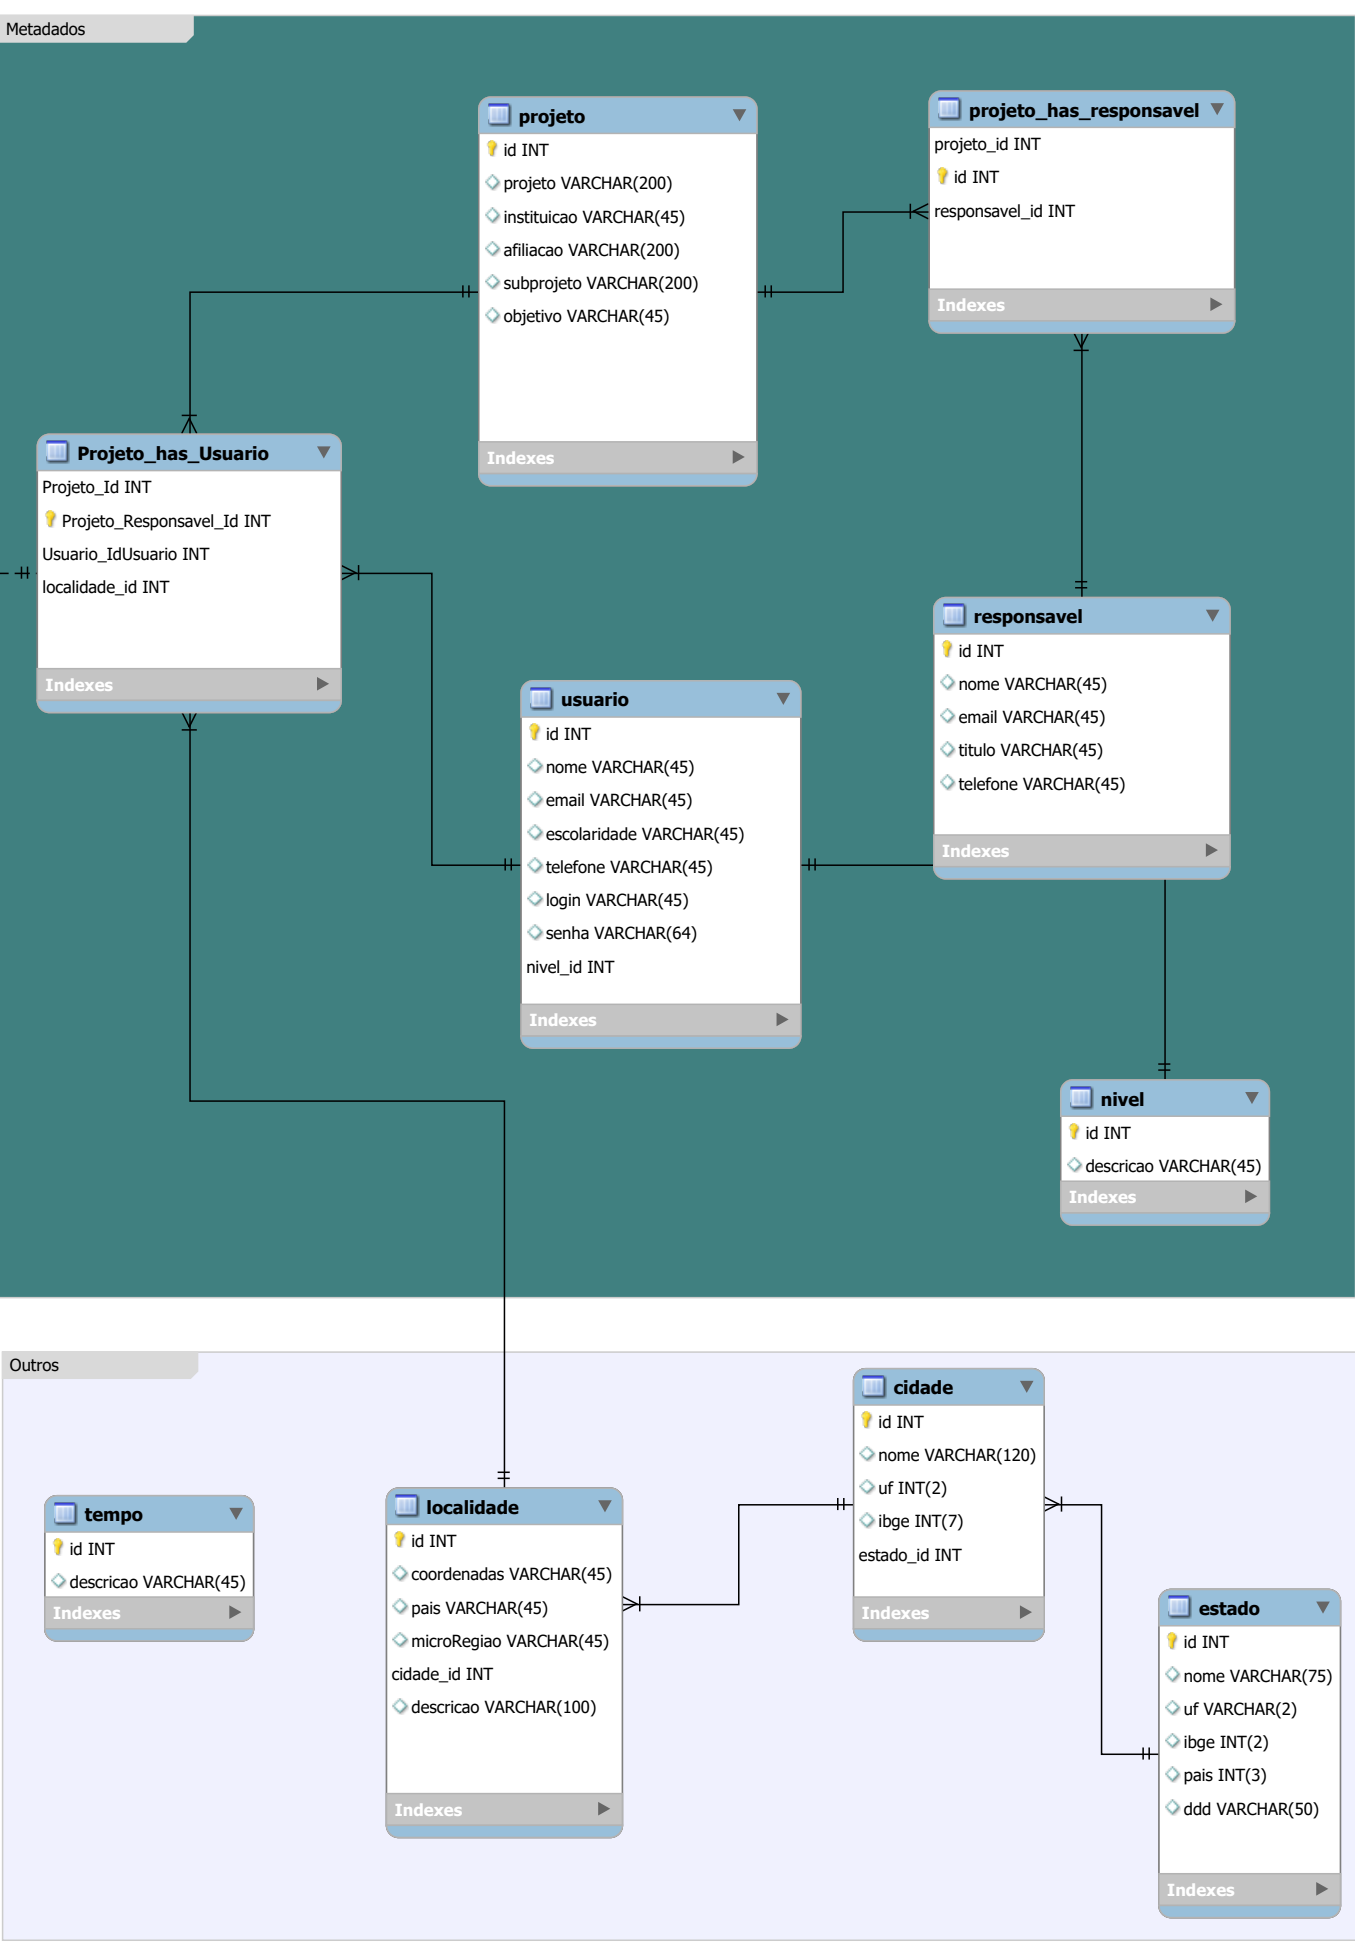 Metadados
projeto
id INT
projeto VARCHAR(200)
instituicao VARCHAR(45)
afiliacao VARCHAR(200)
subprojeto VARCHAR(200)
objetivo VARCHAR(45)
Indexes
projeto_has_responsavel
projeto_id INT
id INT
responsavel_id INT
Indexes
Projeto_has_Usuario
Projeto_Id INT
Projeto_Responsavel_Id INT
Usuario_IdUsuario INT
localidade_id INT
Indexes
usuario
id INT
nome VARCHAR(45)
email VARCHAR(45)
escolaridade VARCHAR(45)
telefone VARCHAR(45)
login VARCHAR(45)
senha VARCHAR(64)
nivel_id INT
Indexes
responsavel
id INT
nome VARCHAR(45)
email VARCHAR(45)
titulo VARCHAR(45)
telefone VARCHAR(45)
Indexes
nivel
id INT
descricao VARCHAR(45)
Indexes
Outros
tempo
id INT
descricao VARCHAR(45)
Indexes
localidade
id INT
coordenadas VARCHAR(45)
pais VARCHAR(45)
microRegiao VARCHAR(45)
cidade_id INT
descricao VARCHAR(100)
Indexes
cidade
id INT
nome VARCHAR(120)
uf INT(2)
ibge INT(7)
estado_id INT
Indexes
estado
id INT
nome VARCHAR(75)
uf VARCHAR(2)
ibge INT(2)
pais INT(3)
ddd VARCHAR(50)
Indexes